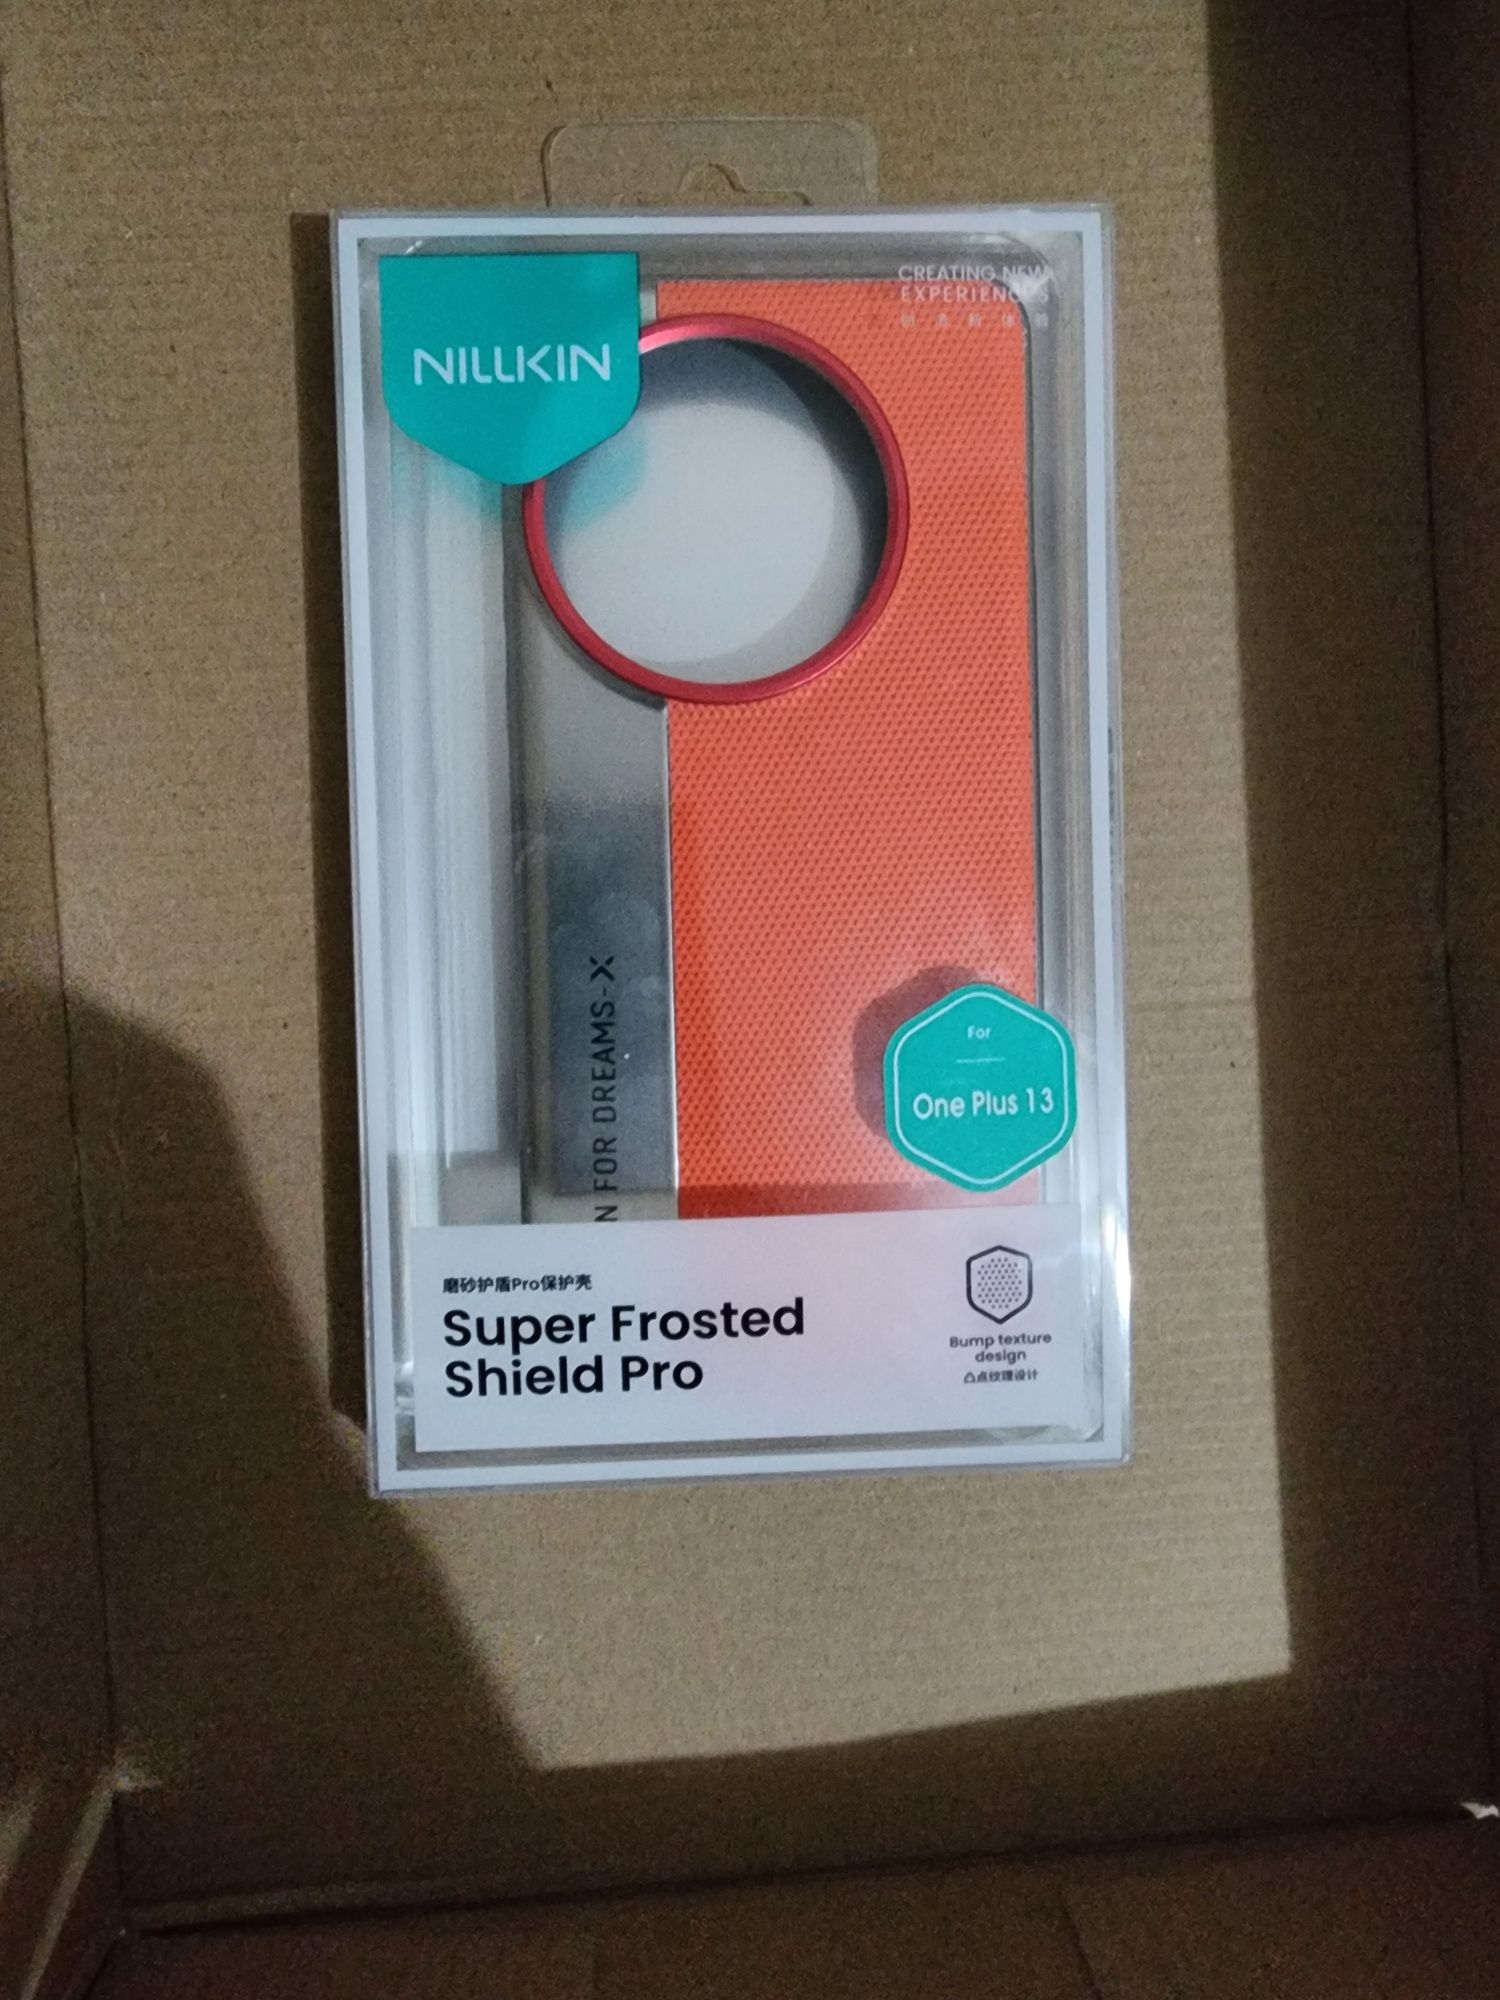 NILLKIN
CREATING NEW
EXPERIENCES
N FOR DREAMS-X
For
One Plus 13
磨砂护盾Pro保护壳
Super Frosted
Shield Pro
Bump texture
design
凸点纹理设计